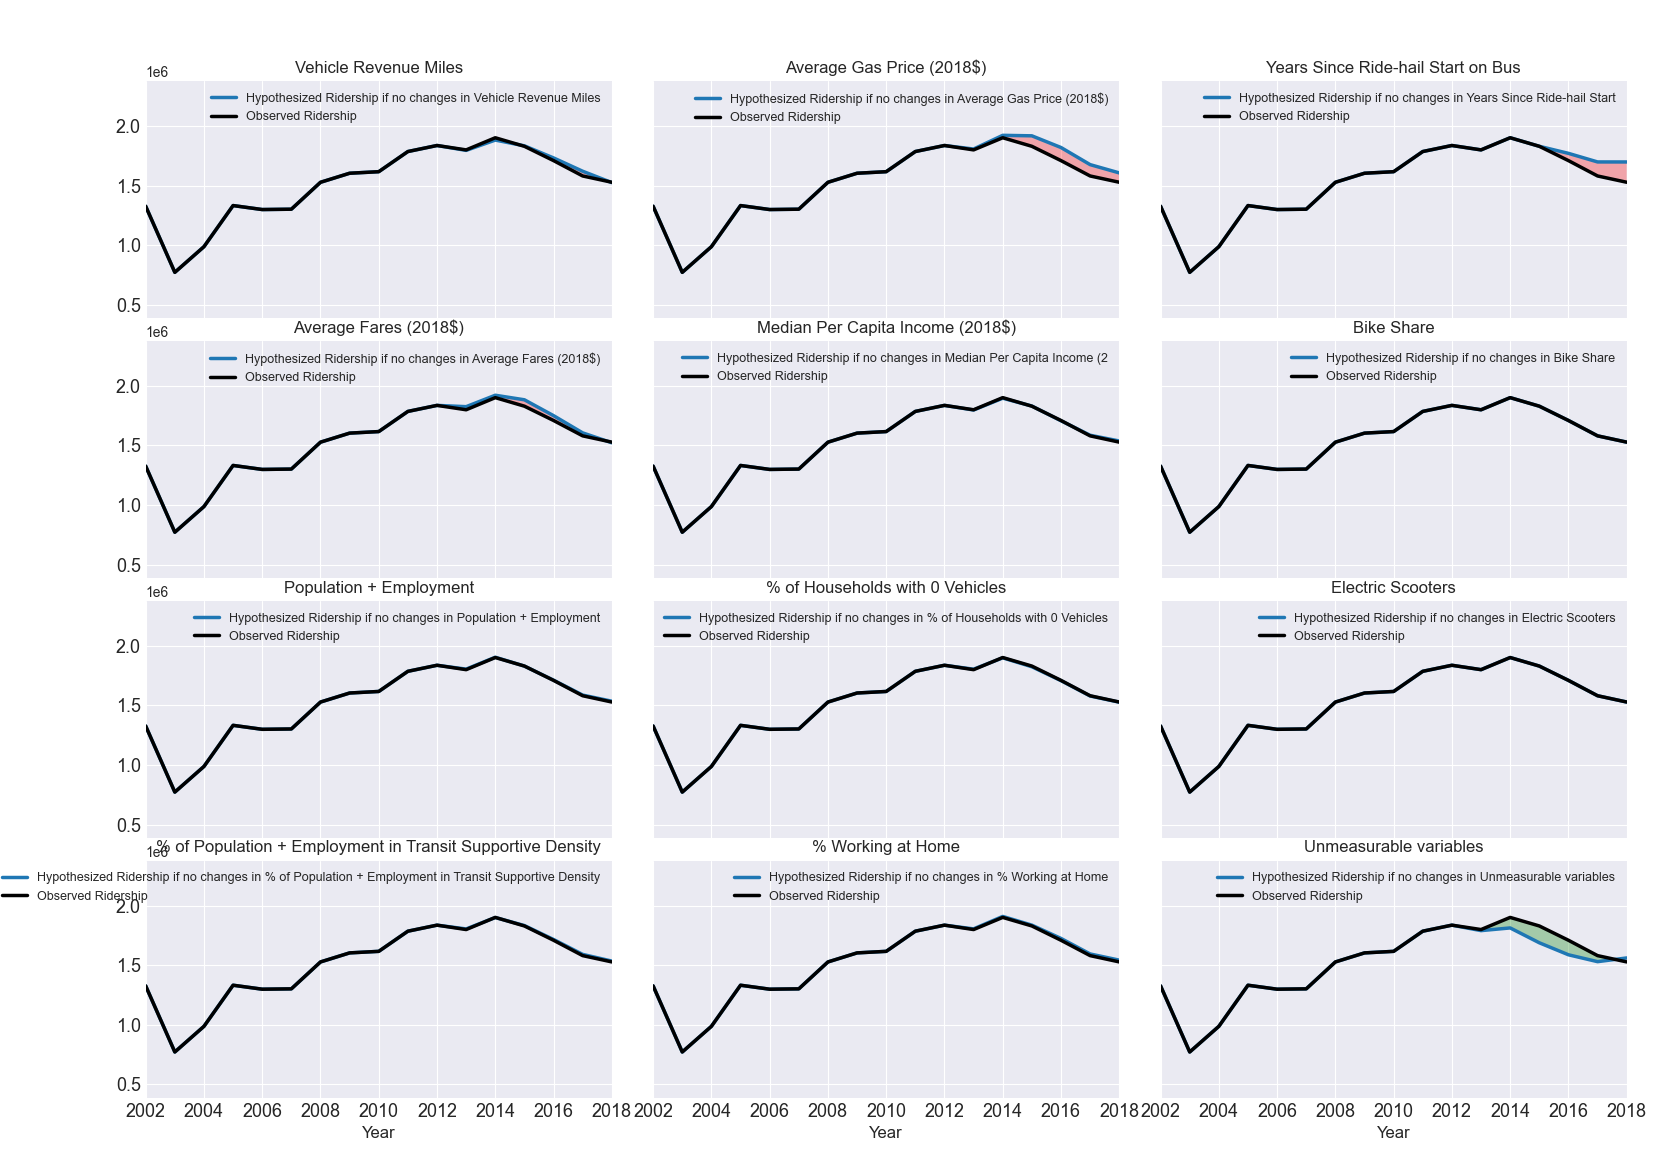 Vehicle Revenue Miles
1e6
Hypothesized Ridership if no changes in Vehicle Revenue Miles
Observed Ridership
2.0
1.5
1.0
0.5
Average Gas Price (2018$)
Hypothesized Ridership if no changes in Average Gas Price (2018$)
Observed Ridership
Years Since Ride-hail Start on Bus
Hypothesized Ridership if no changes in Years Since Ride-hail Start
Observed Ridership
Average Fares (2018$)
1e6
Hypothesized Ridership if no changes in Average Fares (2018$)
Observed Ridership
2.0
1.5
1.0
0.5
Median Per Capita Income (2018$)
Hypothesized Ridership if no changes in Median Per Capita Income (2
Observed Ridership
Bike Share
Hypothesized Ridership if no changes in Bike Share
Observed Ridership
Population + Employment
1e6
Hypothesized Ridership if no changes in Population + Employment
Observed Ridership
2.0
1.5
1.0
0.5
% of Households with 0 Vehicles
Hypothesized Ridership if no changes in % of Households with 0 Vehicles
Observed Ridership
Electric Scooters
Hypothesized Ridership if no changes in Electric Scooters
Observed Ridership
% of Population + Employment in Transit Supportive Density
1e6
Hypothesized Ridership if no changes in % of Population + Employment in Transit Supportive Density
Observed Ridership
2.0
1.5
1.0
0.5
2002 2004 2006 2008 2010 2012 2014 2016 2018
Year
% Working at Home
Hypothesized Ridership if no changes in % Working at Home
Observed Ridership
2002 2004 2006 2008 2010 2012 2014 2016 2018
Year
Unmeasurable variables
Hypothesized Ridership if no changes in Unmeasurable variables
Observed Ridership
2002 2004 2006 2008 2010 2012 2014 2016 2018
Year